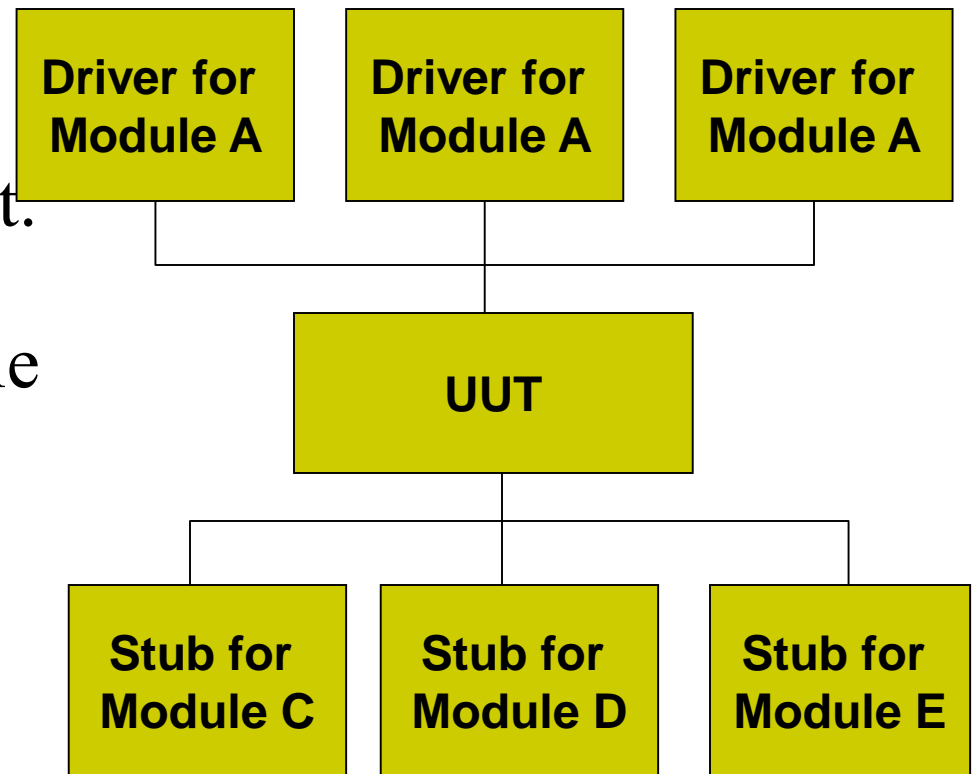 Driver for
Module A
Driver for
Module A
Driver for
Module A
t.
UUT
Stub for
Module C
Stub for
Module D
Stub for
Module E